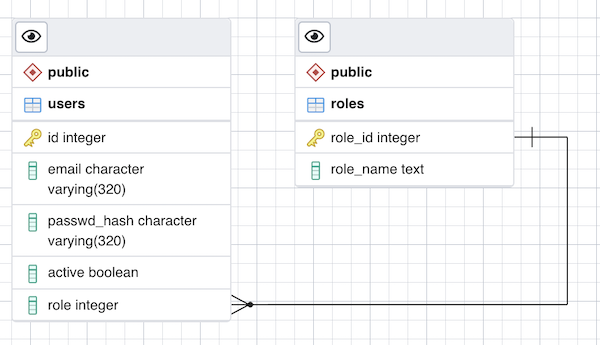 public
users
id integer
email character
varying(320)
passwd_hash character
varying(320)
active boolean
role integer
public
roles
role_id integer
role_name text